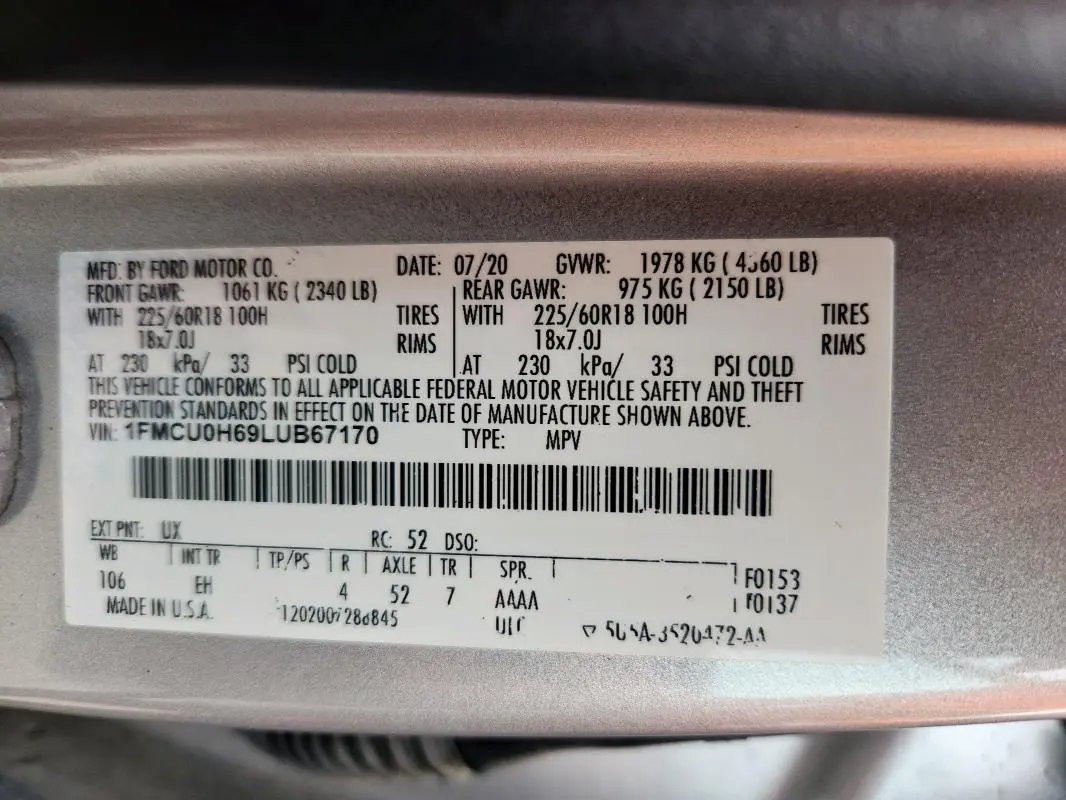 MFD. BY FORD MOTOR CO. DATE: 07/20 GVWR: 1978 KG ( 4360 LB)
FRONT GAWR: 1061 KG ( 2340 LB) REAR GAWR: 975 KG ( 2150 LB)
WITH 225/60R18 100H TIRES WITH 225/60R18 100H TIRES
18x7.0J RIMS 18x7.0J RIMS
AT 230 kPa/ 33 PSI COLD AT 230 kPa/ 33 PSI COLD
THIS VEHICLE CONFORMS TO ALL APPLICABLE FEDERAL MOTOR VEHICLE SAFETY AND THEFT
PREVENTION STANDARDS IN EFFECT ON THE DATE OF MANUFACTURE SHOWN ABOVE.
VIN: 1FMCU0H69LUB67170 TYPE: MPV
EXT PNT: UX RC: 52 DSO:
WB INT TR TP/PS R AXLE TR SPR
106 EH 4 52 7 AAAA F0153
F0137
MADE IN U.S.A.